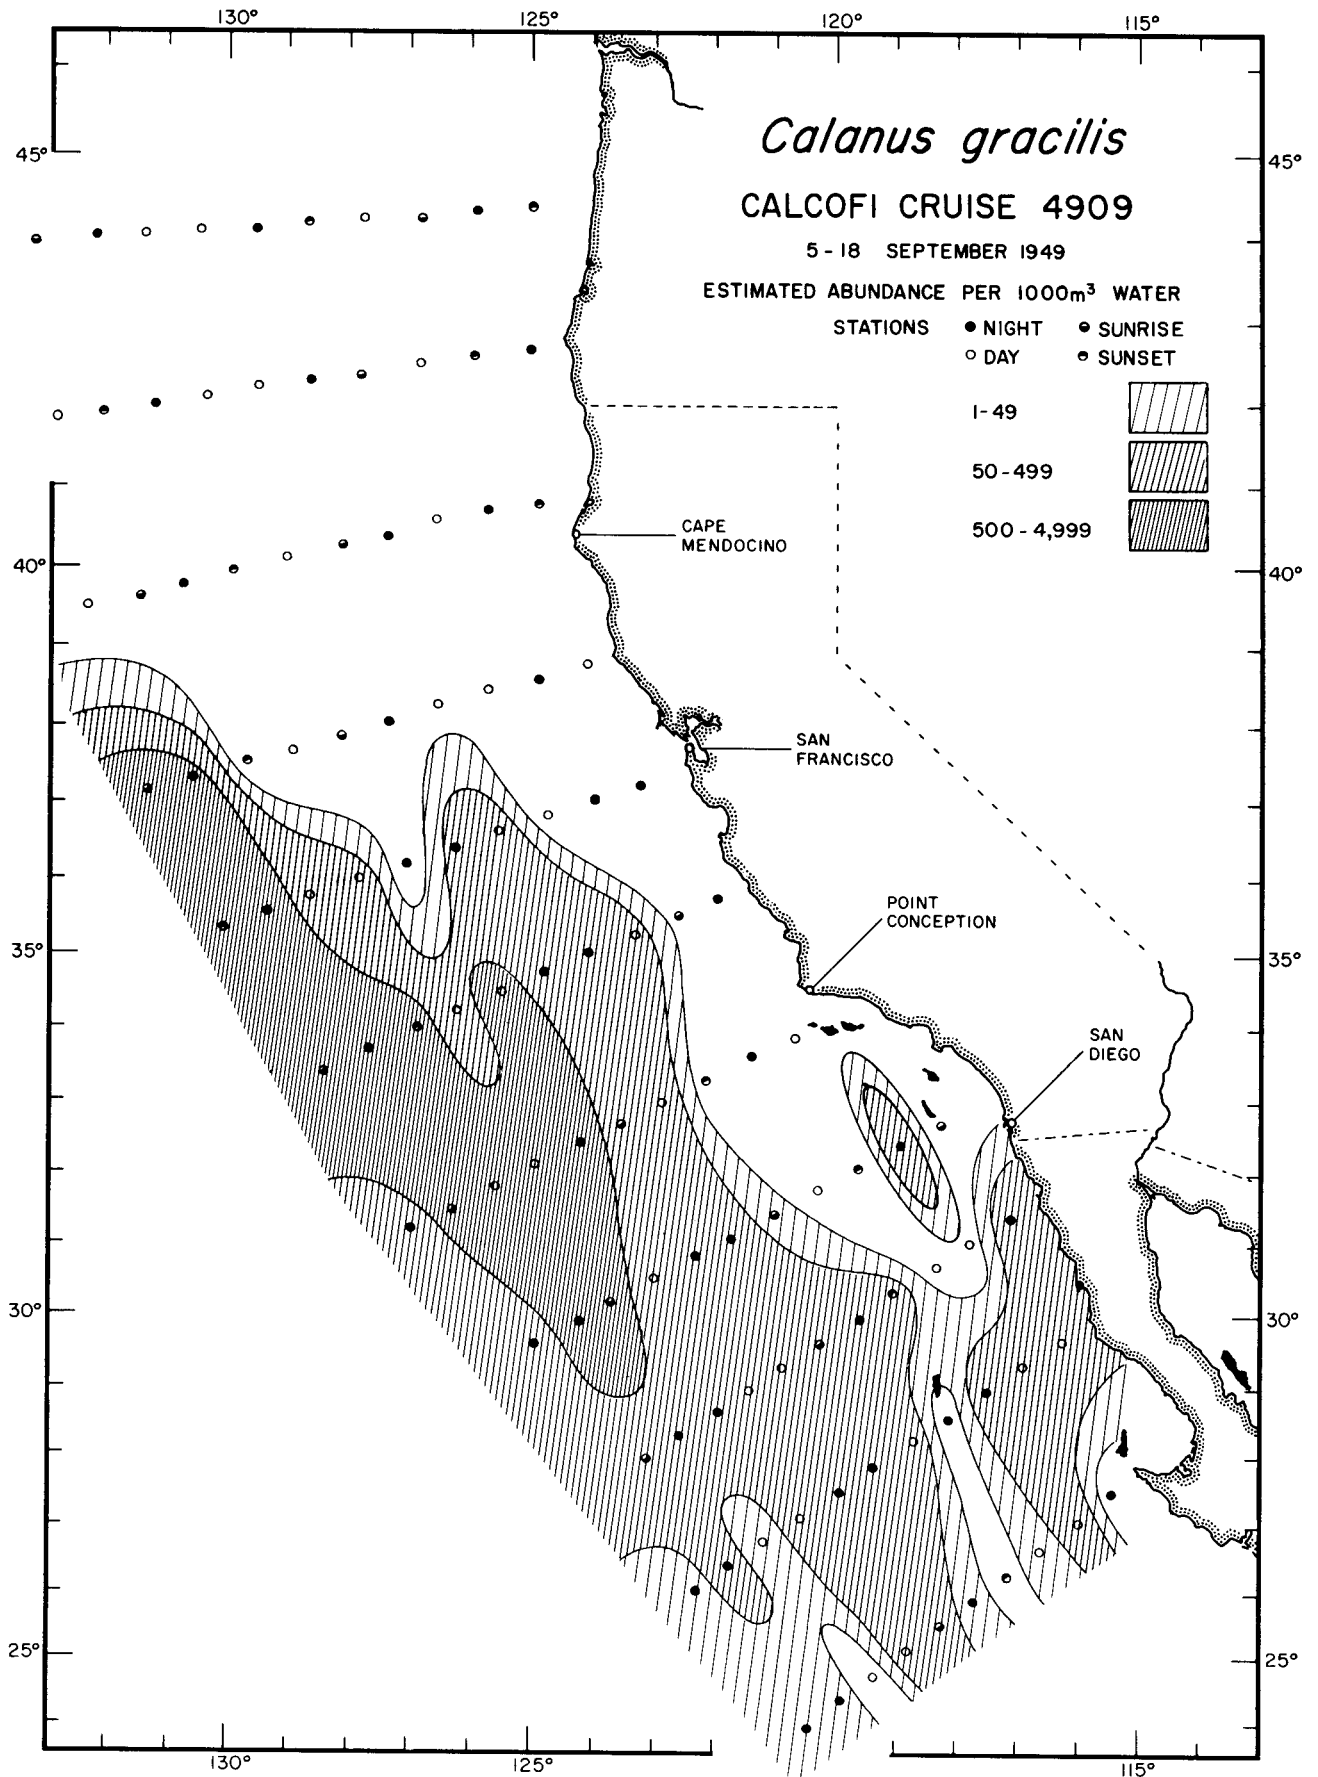 130°
125°
120°
115°
45°
45°
Calanus gracilis
CALCOFI CRUISE 4909
5-18 SEPTEMBER 1949
ESTIMATED ABUNDANCE PER 1000m³ WATER
STATIONS ● NIGHT ◓ SUNRISE
○ DAY ◓ SUNSET
1-49
50-499
500-4,999
CAPE
MENDOCINO
40°
40°
SAN
FRANCISCO
POINT
CONCEPTION
35°
35°
SAN
DIEGO
30°
30°
25°
25°
130°
125°
115°